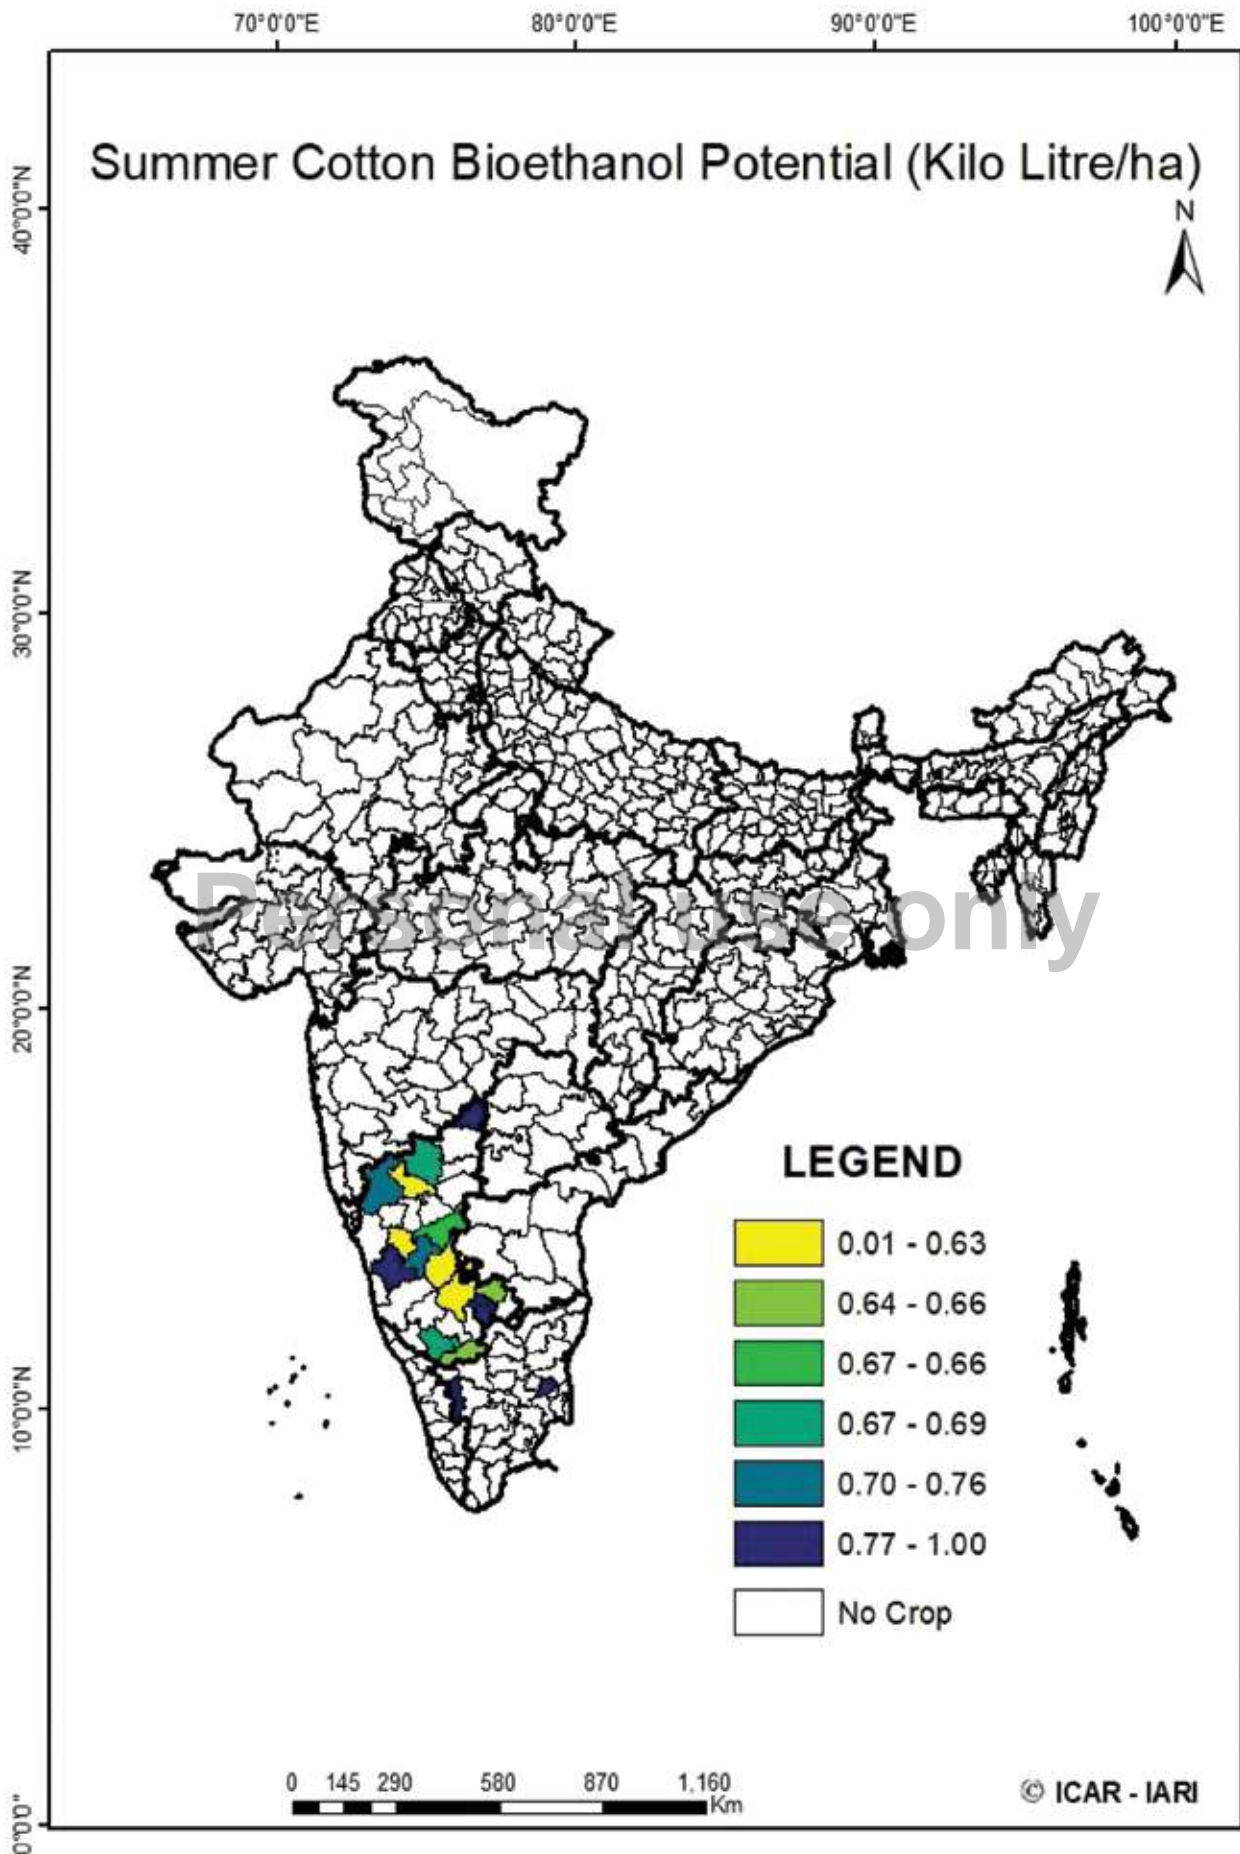 70°0'0"E 80°0'0"E 90°0'0"E 100°0'0"E
Summer Cotton Bioethanol Potential (Kilo Litre/ha)
N
40°0'0"N
30°0'0"N
20°0'0"N
10°0'0"N
0°0'0"
Personal use only
LEGEND
0.01 - 0.63
0.64 - 0.66
0.67 - 0.66
0.67 - 0.69
0.70 - 0.76
0.77 - 1.00
No Crop
0 145 290 580 870 1,160
Km
© ICAR - IARI